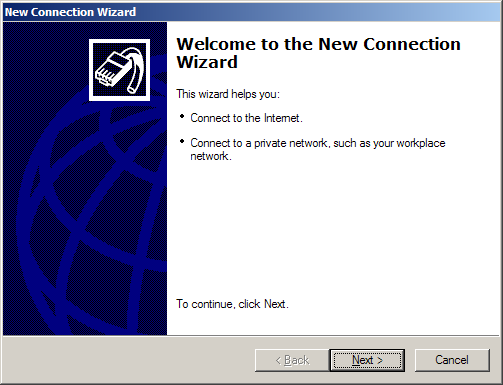 New Connection Wizard
Welcome to the New Connection
Wizard
This wizard helps you:
• Connect to the Internet.
• Connect to a private network, such as your workplace
network.
To continue, click Next.
< Back
Next >
Cancel